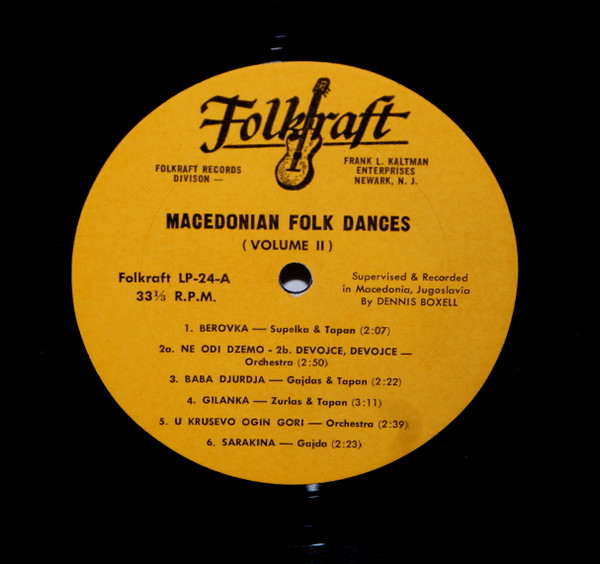 Folkraft
FOLKRAFT RECORDS
DIVISON —
FRANK L. KALTMAN
ENTERPRISES
NEWARK, N. J.
MACEDONIAN FOLK DANCES
( VOLUME II )
Folkraft LP-24-A
33⅓ R.P.M.
Supervised & Recorded
in Macedonia, Jugoslavia
By DENNIS BOXELL
1. BEROVKA — Supelka & Tapan (2:07)
2a. NE ODI DZEMO - 2b. DEVOJCE, DEVOJCE —
Orchestra (2:50)
3. BABA DJURDJA — Gajdas & Tapan (2:22)
4. GILANKA — Zurlas & Tapan (3:11)
5. U KRUSEVO OGIN GORI — Orchestra (2:39)
6. SARAKINA — Gajda (2:23)